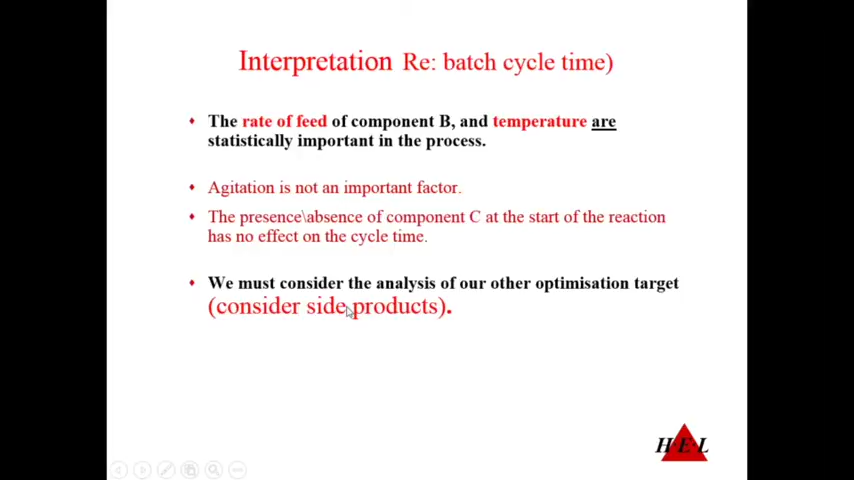 Interpretation Re: batch cycle time)
The rate of feed of component B, and temperature are
statistically important in the process.
Agitation is not an important factor.
The presence\absence of component C at the start of the reaction
has no effect on the cycle time.
We must consider the analysis of our other optimisation target
(consider side products).
H·E·L